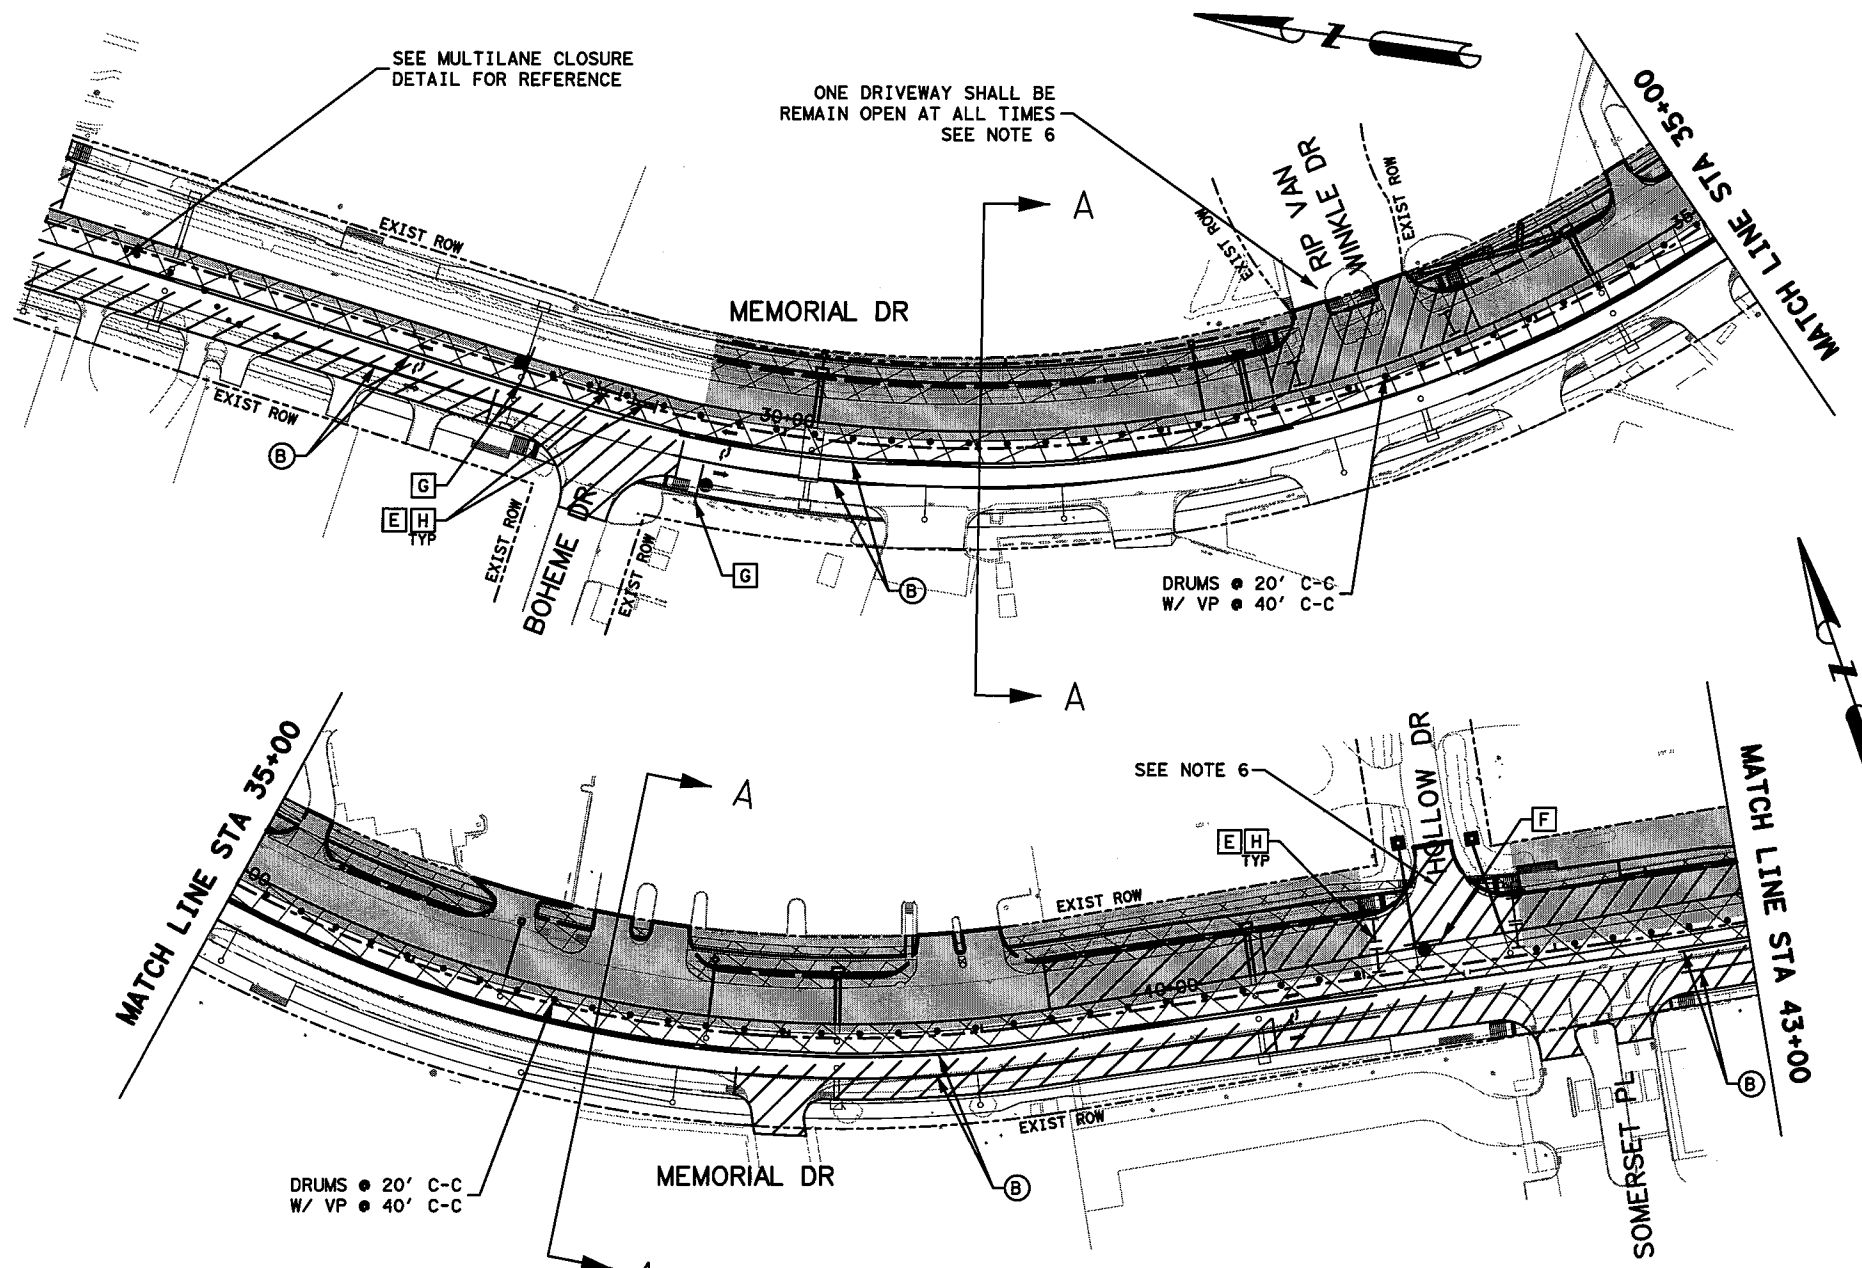 SEE MULTILANE CLOSURE
DETAIL FOR REFERENCE
ONE DRIVEWAY SHALL BE
REMAIN OPEN AT ALL TIMES
SEE NOTE 6
N
MATCH LINE STA 35+00
RIP VAN
WINKLE DR
EXIST ROW
EXIST ROW
EXIST ROW
A
MEMORIAL DR
35
30+00
EXIST ROW
B
G
E H
TYP
EXIST ROW
BOHEME DR
EXIST ROW
G
B
DRUMS @ 20' C-C
W/ VP @ 40' C-C
A
N
MATCH LINE STA 35+00
A
SEE NOTE 6
HOLLOW DR
F
E H
TYP
EXIST ROW
MATCH LINE STA 43+00
+00
40+00
B
EXIST ROW
B
MEMORIAL DR
DRUMS @ 20' C-C
W/ VP @ 40' C-C
SOMERSET PL
A